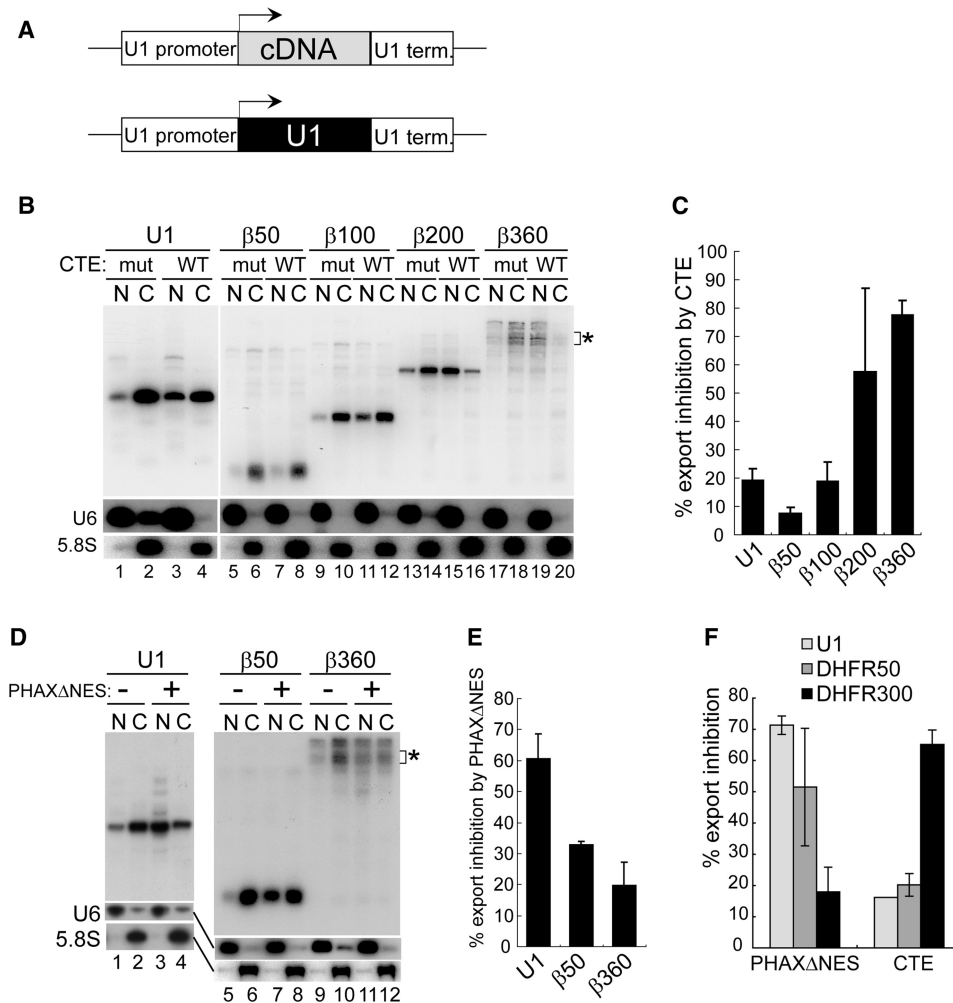 A
U1 promoter cDNA U1 term.
U1 promoter U1 U1 term.
B
U1 β50 β100 β200 β360
CTE: mut WT mut WT mut WT mut WT mut WT
N C N C N C N C N C N C N C N C N C N C
*
U6
5.8S
1 2 3 4 5 6 7 8 9 10 11 12 13 14 15 16 17 18 19 20
C
% export inhibition by CTE
100
90
80
70
60
50
40
30
20
10
0
U1 β50 β100 β200 β360
D
U1 β50 β360
PHAXΔNES: - + - + - +
N C N C N C N C N C N C
*
U6
5.8S
1 2 3 4 5 6 7 8 9 10 11 12
E
% export inhibition by PHAXΔNES
80
70
60
50
40
30
20
10
0
U1 β50 β360
F
U1
DHFR50
DHFR300
% export inhibition
80
70
60
50
40
30
20
10
0
PHAXΔNES CTE